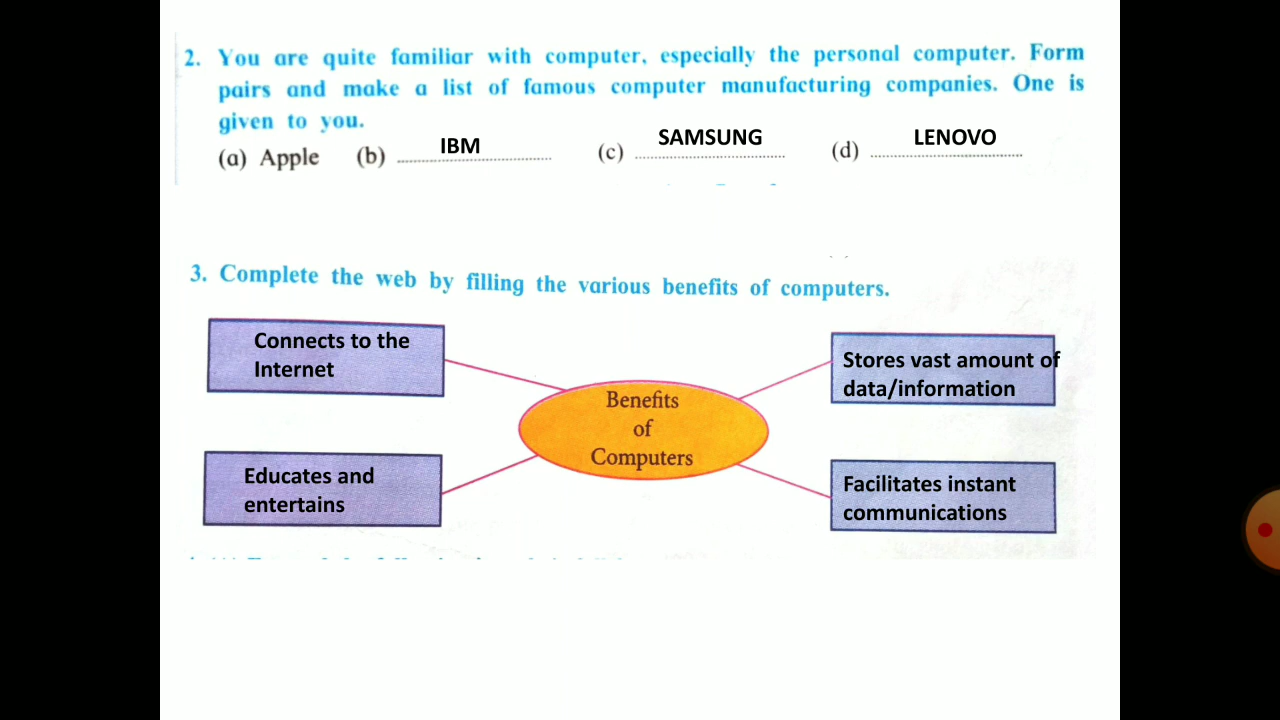 2. You are quite familiar with computer, especially the personal computer. Form
pairs and make a list of famous computer manufacturing companies. One is
given to you.
(a) Apple (b) IBM (c) SAMSUNG (d) LENOVO
3. Complete the web by filling the various benefits of computers.
Connects to the
Internet
Stores vast amount of
data/information
Benefits
of
Computers
Educates and
entertains
Facilitates instant
communications